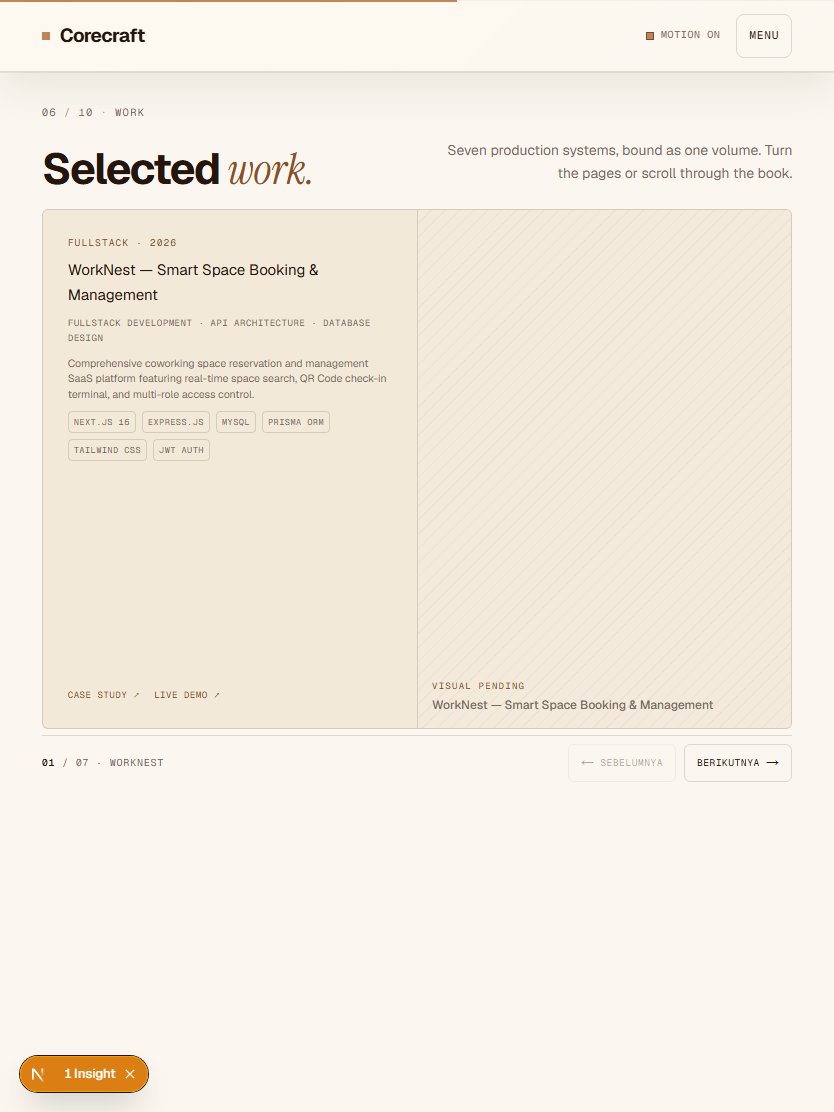 Corecraft
MOTION ON
MENU
06 / 10 · WORK
Selected work.
Seven production systems, bound as one volume. Turn
the pages or scroll through the book.
FULLSTACK · 2026
WorkNest — Smart Space Booking &
Management
FULLSTACK DEVELOPMENT · API ARCHITECTURE · DATABASE
DESIGN
Comprehensive coworking space reservation and management
SaaS platform featuring real-time space search, QR Code check-in
terminal, and multi-role access control.
NEXT.JS 16 EXPRESS.JS MYSQL PRISMA ORM
TAILWIND CSS JWT AUTH
CASE STUDY ↗ LIVE DEMO ↗
VISUAL PENDING
WorkNest — Smart Space Booking & Management
01 / 07 · WORKNEST
← SEBELUMNYA
BERIKUTNYA →
1 Insight